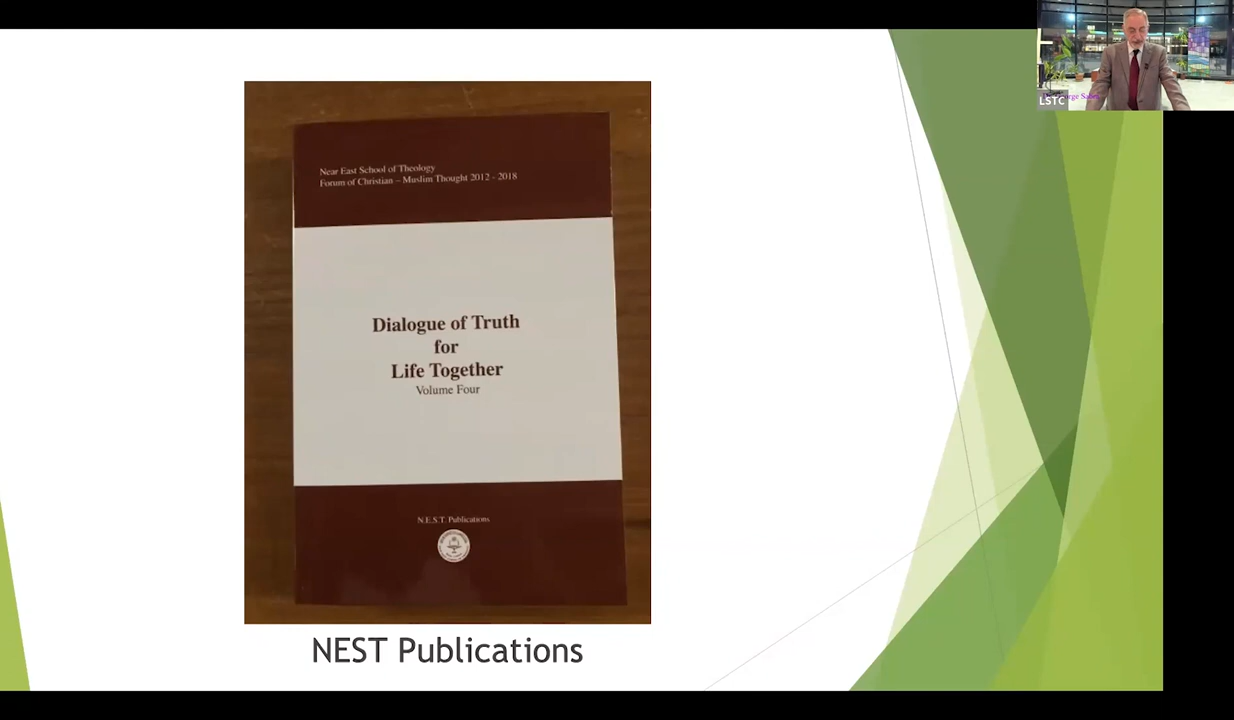 Near East School of Theology
Forum of Christian – Muslim Thought 2012 - 2018
Dialogue of Truth
for
Life Together
Volume Four
N.E.S.T. Publications
NEST Publications
LSTC